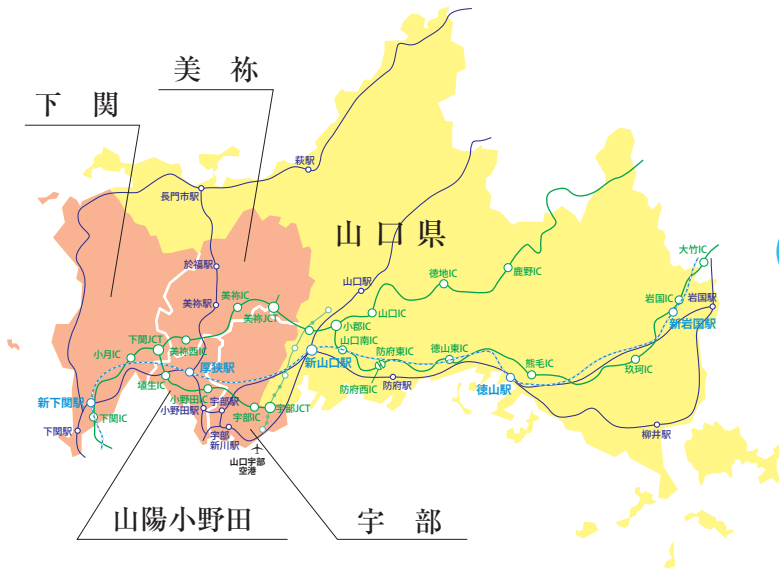 美 祢
下 関
萩駅
長門市駅
山口県
大竹IC
於福駅
鹿野IC
徳地IC
山口駅
美祢IC
岩国IC
岩国駅
美祢駅
美祢JCT
山口IC
小郡IC
新岩国駅
下関JCT
山口南IC
小月IC
美祢西IC
防府東IC
徳山東IC
新山口駅
厚狭駅
熊毛IC
玖珂IC
埴生IC
防府西IC
防府駅
徳山駅
新下関駅
小野田IC
宇部駅
小野田駅
宇部JCT
下関IC
宇部IC
下関駅
宇部
新川駅
柳井駅
山口宇部
空港
山陽小野田
宇 部